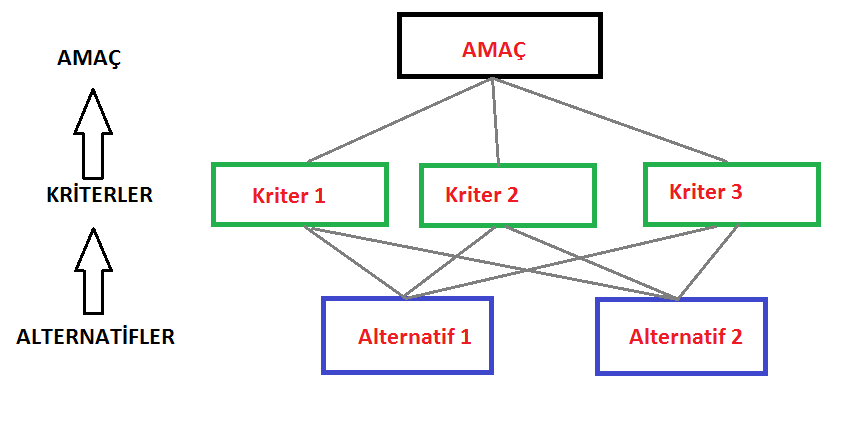 AMAÇ
AMAÇ
KRİTERLER
Kriter 1
Kriter 2
Kriter 3
ALTERNATİFLER
Alternatif 1
Alternatif 2